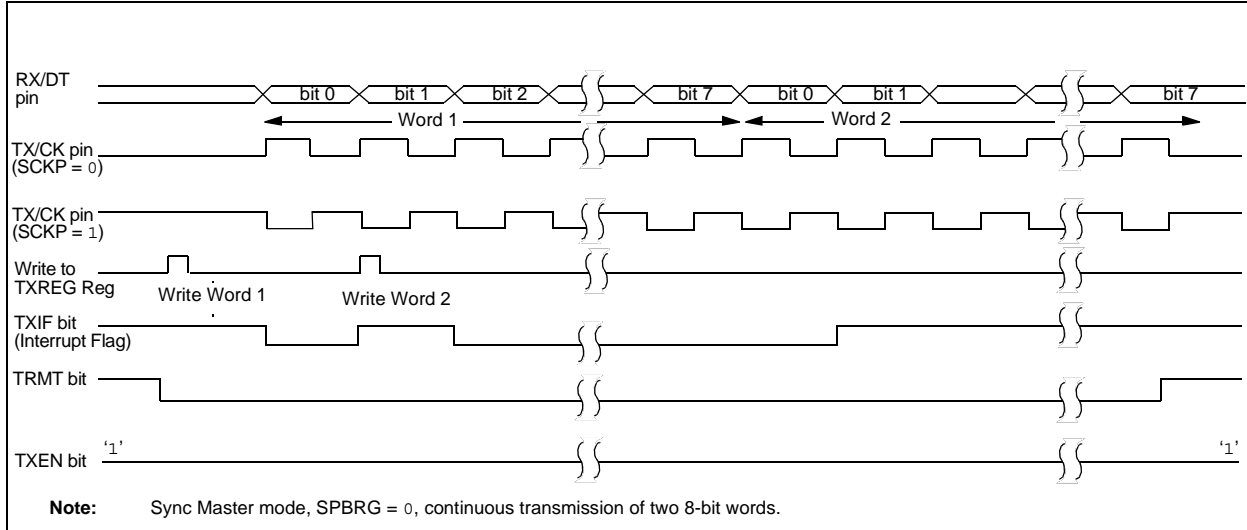 RX/DT
pin
bit 0 bit 1 bit 2 bit 7 bit 0 bit 1 bit 7
Word 1 Word 2
TX/CK pin
(SCKP = 0)
TX/CK pin
(SCKP = 1)
Write to
TXREG Reg
Write Word 1 Write Word 2
TXIF bit
(Interrupt Flag)
TRMT bit
TXEN bit ‘1’ ‘1’
Note: Sync Master mode, SPBRG = 0, continuous transmission of two 8-bit words.